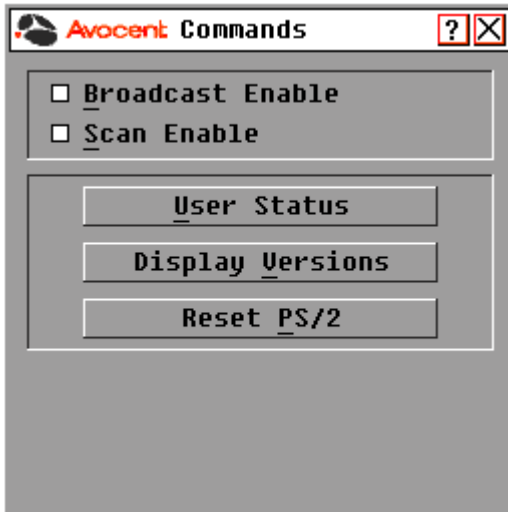 Avocent Commands ? X
Broadcast Enable
Scan Enable
User Status
Display Versions
Reset PS/2